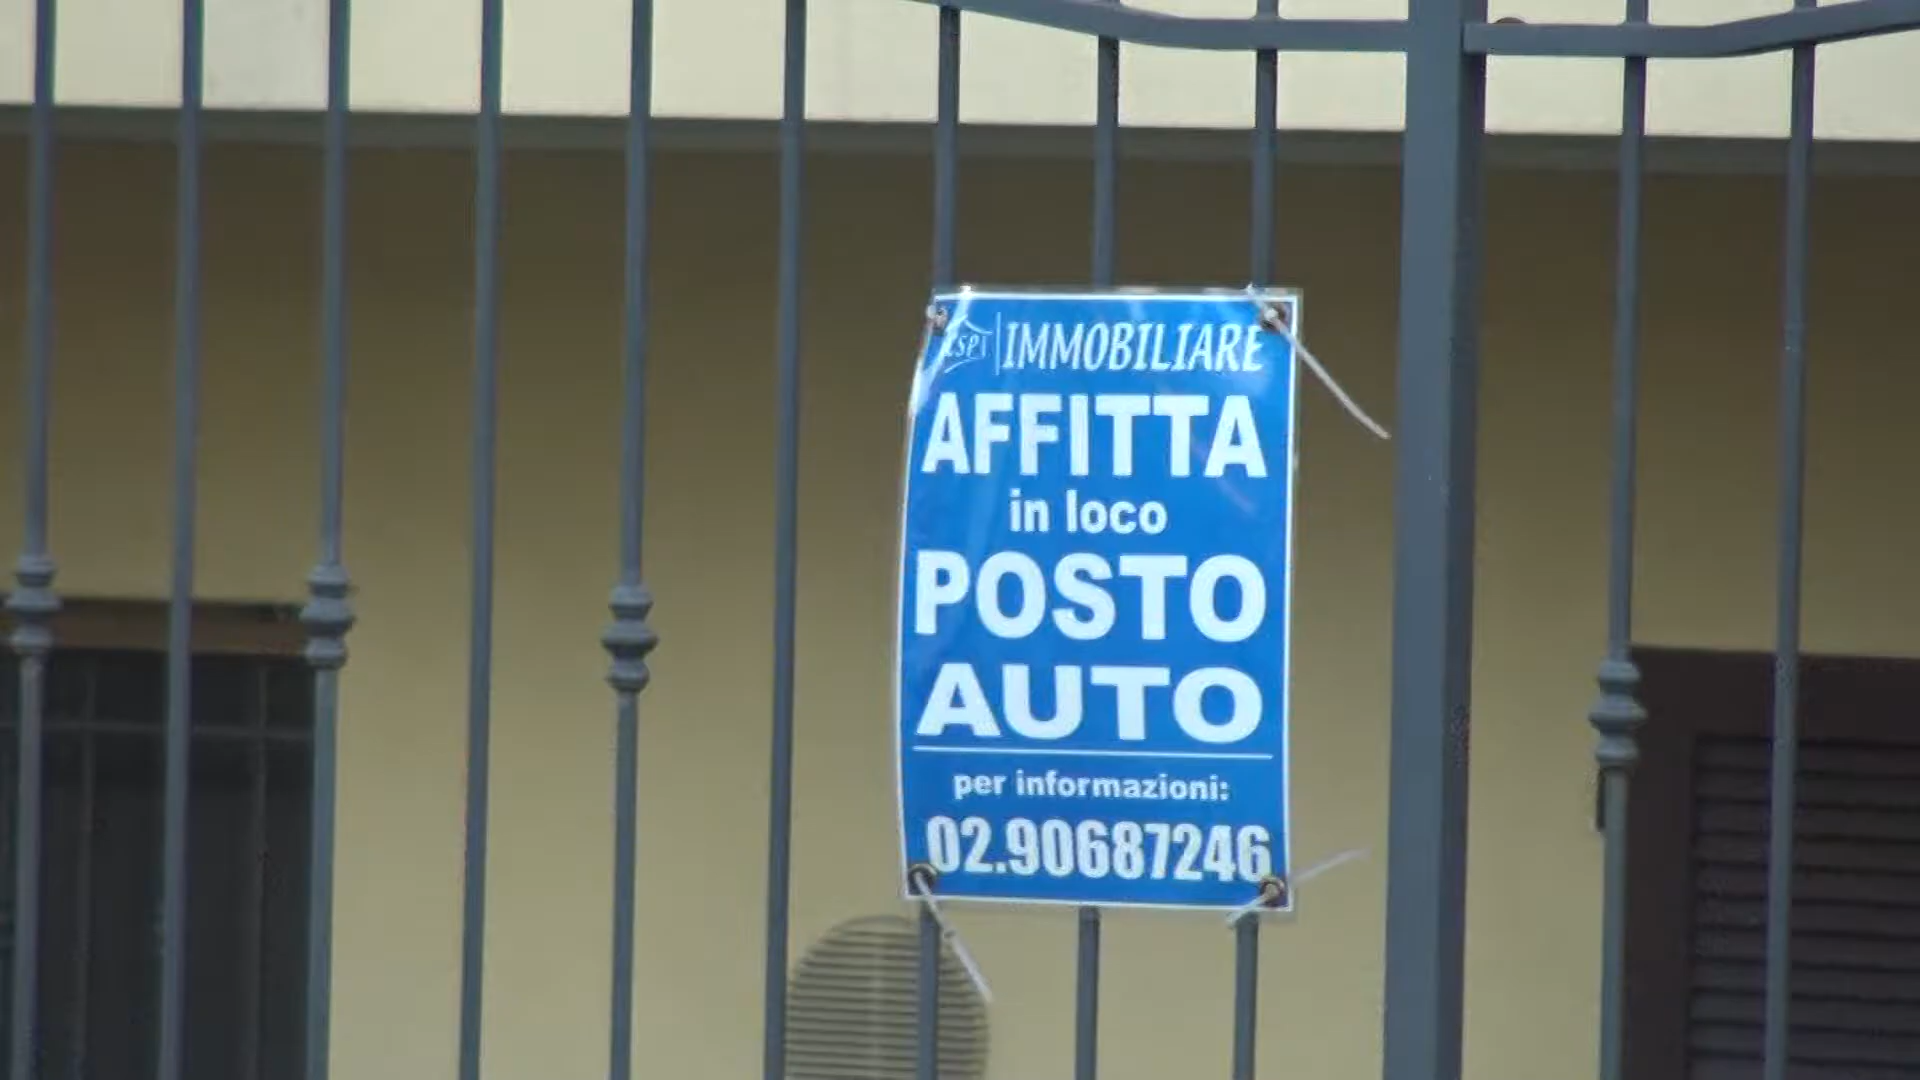 IMMOBILIARE
AFFITTA
in loco
POSTO
AUTO
per informazioni:
02.90687246